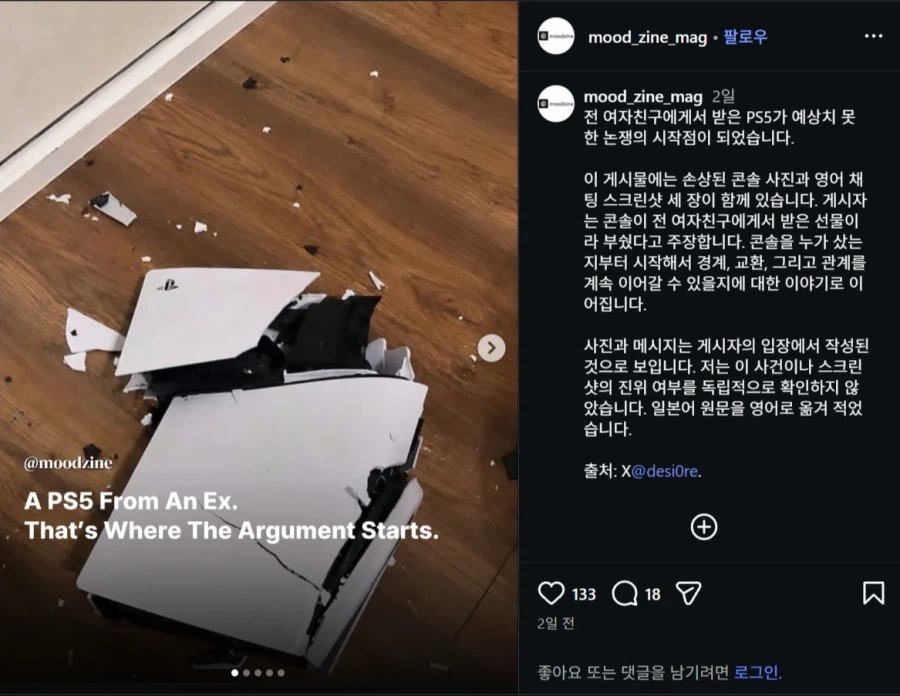 @moodzine
A PS5 From An Ex.
That's Where The Argument Starts.
mood_zine_mag • 팔로우
mood_zine_mag 2일
전 여자친구에게서 받은 PS5가 예상치 못
한 논쟁의 시작점이 되었습니다.
이 게시물에는 손상된 콘솔 사진과 영어 채
팅 스크린샷 세 장이 함께 있습니다. 게시자
는 콘솔이 전 여자친구에게서 받은 선물이
라 부쉈다고 주장합니다. 콘솔을 누가 샀는
지부터 시작해서 경계, 교환, 그리고 관계를
계속 이어갈 수 있을지에 대한 이야기로 이
어집니다.
사진과 메시지는 게시자의 입장에서 작성된
것으로 보입니다. 저는 이 사건이나 스크린
샷의 진위 여부를 독립적으로 확인하지 않
았습니다. 일본어 원문을 영어로 옮겨 적었
습니다.
출처: X@desi0re.
133 18
2일 전
좋아요 또는 댓글을 남기려면 로그인.